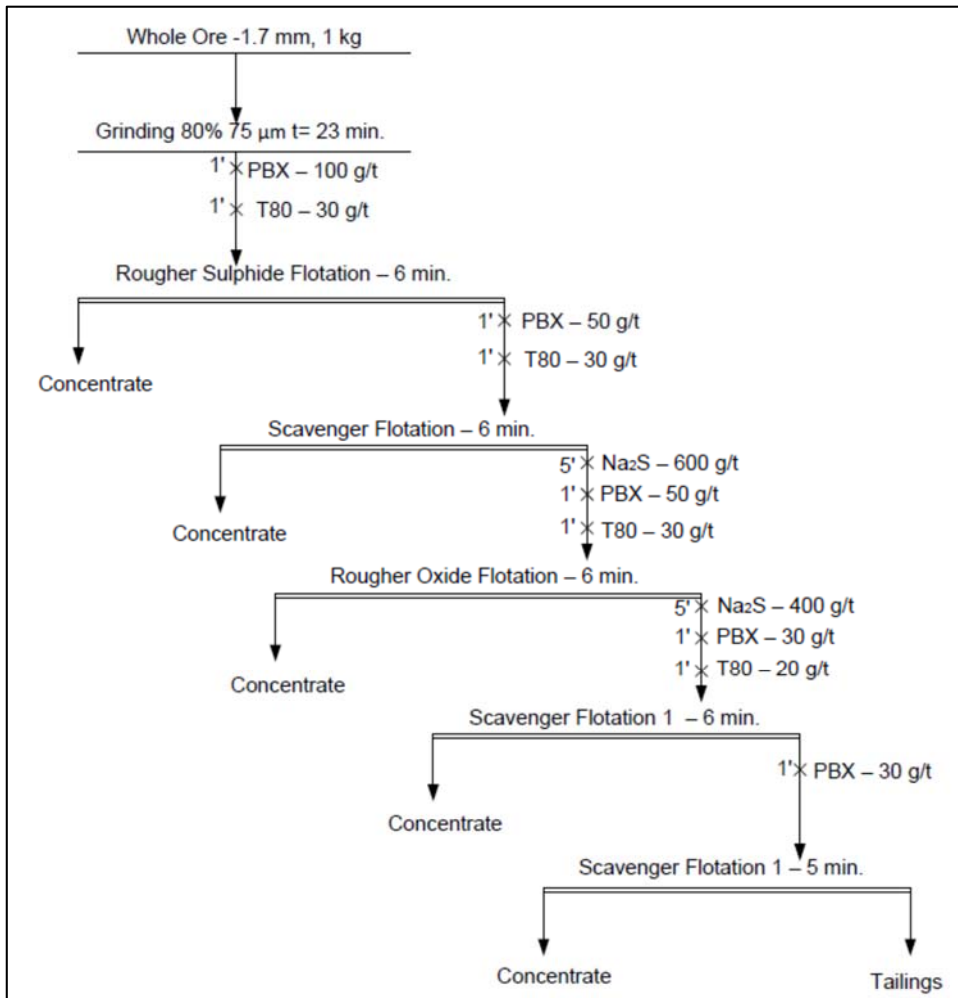 Whole Ore -1.7 mm, 1 kg
Grinding 80% 75 µm t= 23 min.
1' PBX – 100 g/t
1' T80 – 30 g/t
Rougher Sulphide Flotation – 6 min.
1' PBX – 50 g/t
1' T80 – 30 g/t
Concentrate
Scavenger Flotation – 6 min.
5' Na₂S – 600 g/t
1' PBX – 50 g/t
1' T80 – 30 g/t
Concentrate
Rougher Oxide Flotation – 6 min.
5' Na₂S – 400 g/t
1' PBX – 30 g/t
1' T80 – 20 g/t
Concentrate
Scavenger Flotation 1 – 6 min.
1' PBX – 30 g/t
Concentrate
Scavenger Flotation 1 – 5 min.
Concentrate
Tailings